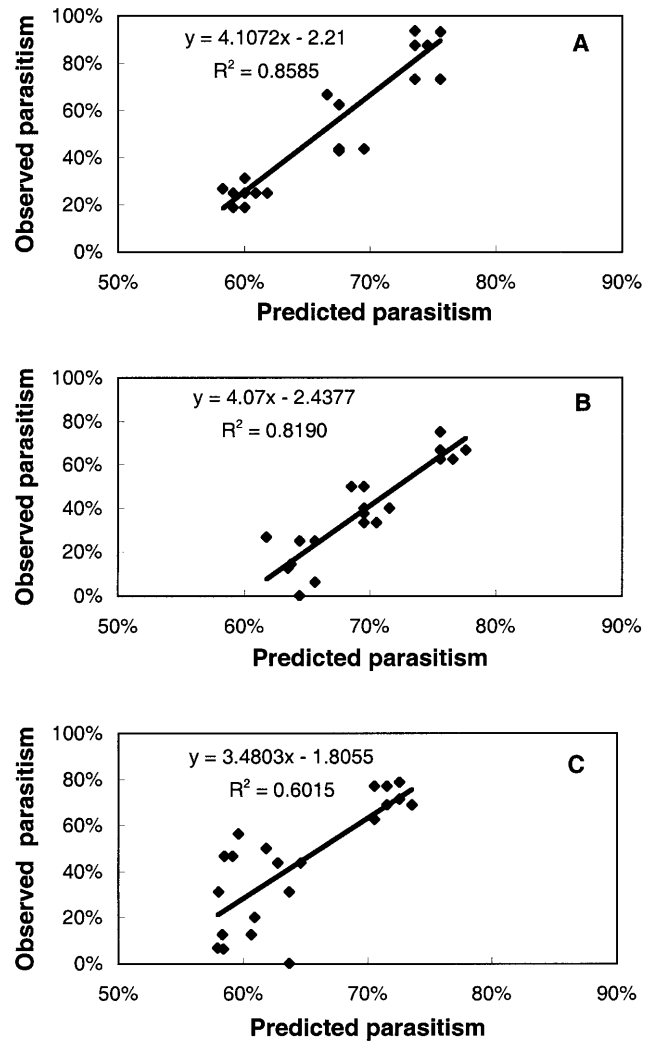 100%
y = 4.1072x - 2.21
A
80%
R² = 0.8585
60%
40%
20%
0%
Observed parasitism
50% 60% 70% 80% 90%
Predicted parasitism
100%
y = 4.07x - 2.4377
B
80%
R² = 0.8190
60%
40%
20%
0%
Observed parasitism
50% 60% 70% 80% 90%
Predicted parasitism
100%
y = 3.4803x - 1.8055
C
80%
R² = 0.6015
60%
40%
20%
0%
Observed parasitism
50% 60% 70% 80% 90%
Predicted parasitism